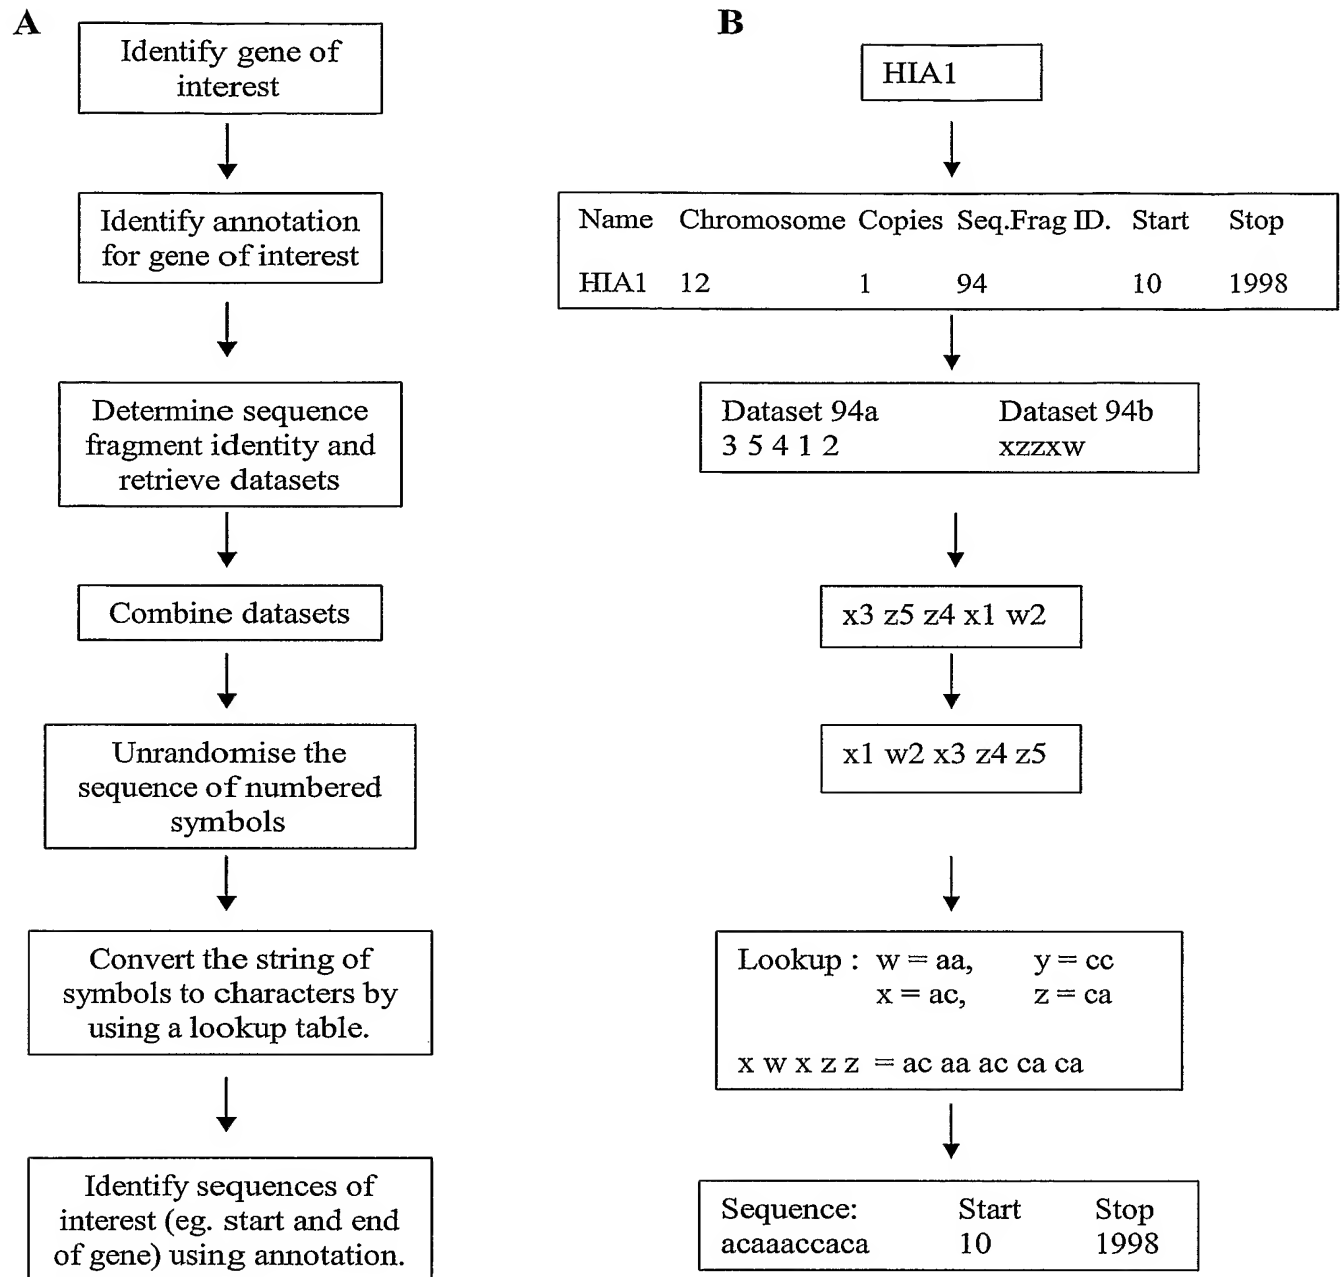 A
Identify gene of
interest
Identify annotation
for gene of interest
Determine sequence
fragment identity and
retrieve datasets
Combine datasets
Unrandomise the
sequence of numbered
symbols
Convert the string of
symbols to characters by
using a lookup table.
Identify sequences of
interest (eg. start and end
of gene) using annotation.
B
HIA1
Name Chromosome Copies Seq.Frag ID. Start Stop
HIA1 12 1 94 10 1998
Dataset 94a Dataset 94b
3 5 4 1 2 xzzxw
x3 z5 z4 x1 w2
x1 w2 x3 z4 z5
Lookup : w = aa, y = cc
x = ac, z = ca
x w x z z = ac aa ac ca ca
Sequence: Start Stop
acaaaccaca 10 1998